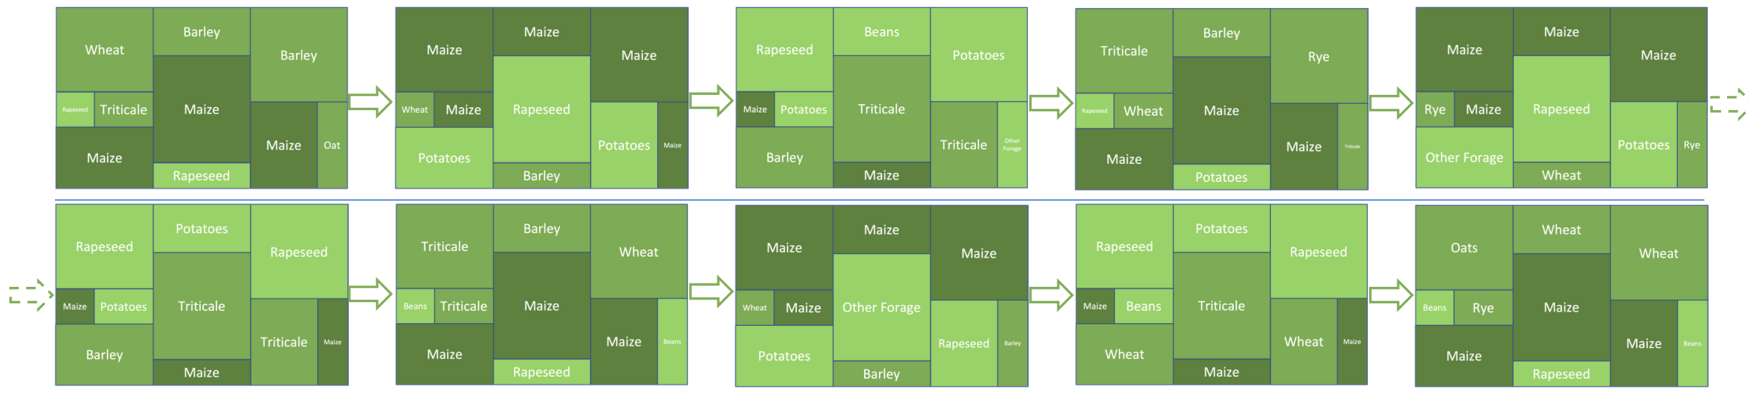 Wheat
Barley
Barley
Rapeseed
Triticale
Maize
Maize
Maize
Oat
Rapeseed
Maize
Maize
Maize
Wheat
Maize
Rapeseed
Potatoes
Potatoes
Maize
Barley
Rapeseed
Beans
Potatoes
Maize
Potatoes
Triticale
Barley
Triticale
Other
Forage
Maize
Triticale
Barley
Rye
Rapeseed
Wheat
Maize
Maize
Maize
Triticale
Potatoes
Maize
Maize
Maize
Rye
Maize
Rapeseed
Other Forage
Potatoes
Rye
Wheat
Rapeseed
Potatoes
Rapeseed
Maize
Potatoes
Triticale
Barley
Triticale
Maize
Maize
Triticale
Barley
Wheat
Beans
Triticale
Maize
Maize
Maize
Beans
Rapeseed
Maize
Maize
Maize
Wheat
Maize
Other Forage
Potatoes
Rapeseed
Barley
Barley
Rapeseed
Potatoes
Rapeseed
Maize
Beans
Triticale
Wheat
Wheat
Maize
Maize
Oats
Wheat
Wheat
Beans
Rye
Maize
Maize
Maize
Beans
Rapeseed